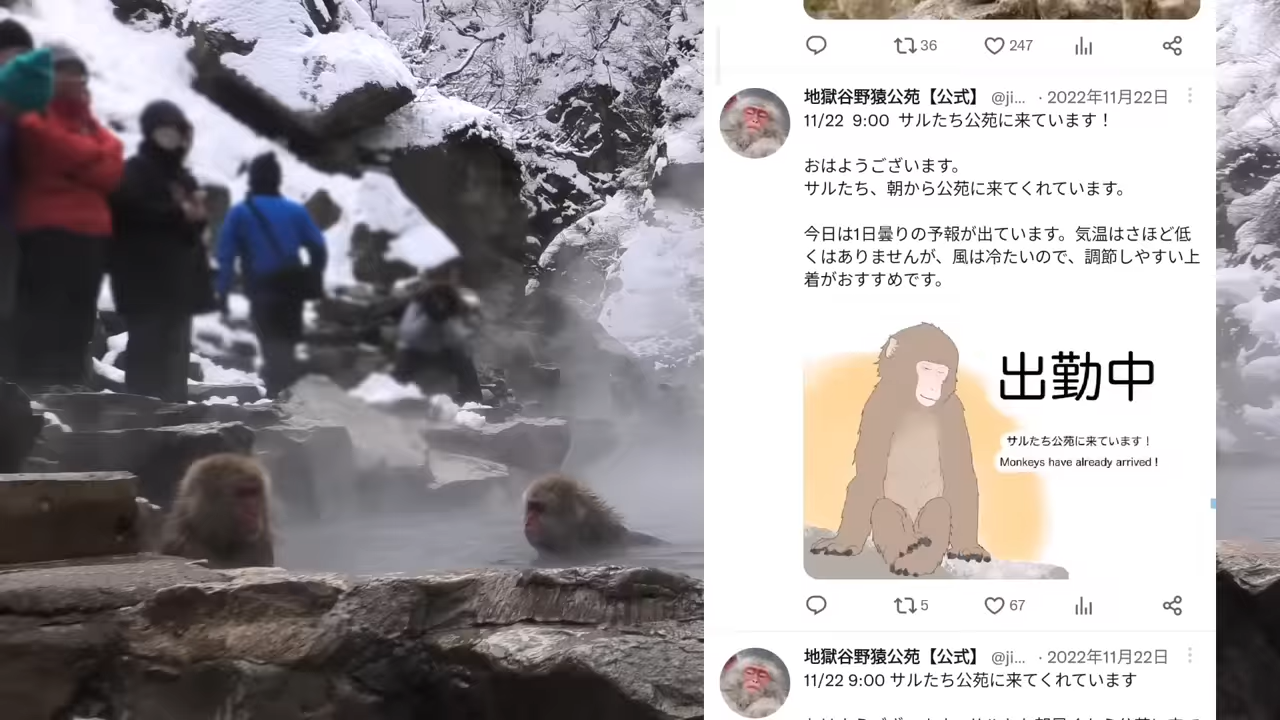 36
247
地獄谷野猿公苑【公式】 @ji... · 2022年11月22日
11/22 9:00 サルたち公苑に来ています！
おはようございます。
サルたち、朝から公苑に来てくれています。
今日は1日曇りの予報が出ています。気温はさほど低
くはありませんが、風は冷たいので、調節しやすい上
着がおすすめです。
出勤中
サルたち公苑に来ています！
Monkeys have already arrived !
5
67
地獄谷野猿公苑【公式】 @ji... · 2022年11月22日
11/22 9:00 サルたち公苑に来てくれています